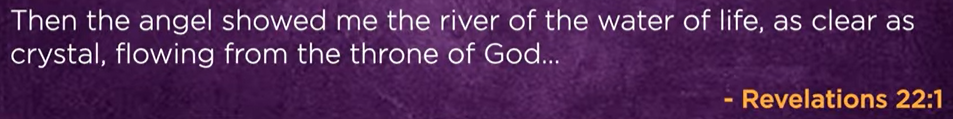 Then the angel showed me the river of the water of life, as clear as
crystal, flowing from the throne of God...
- Revelations 22:1